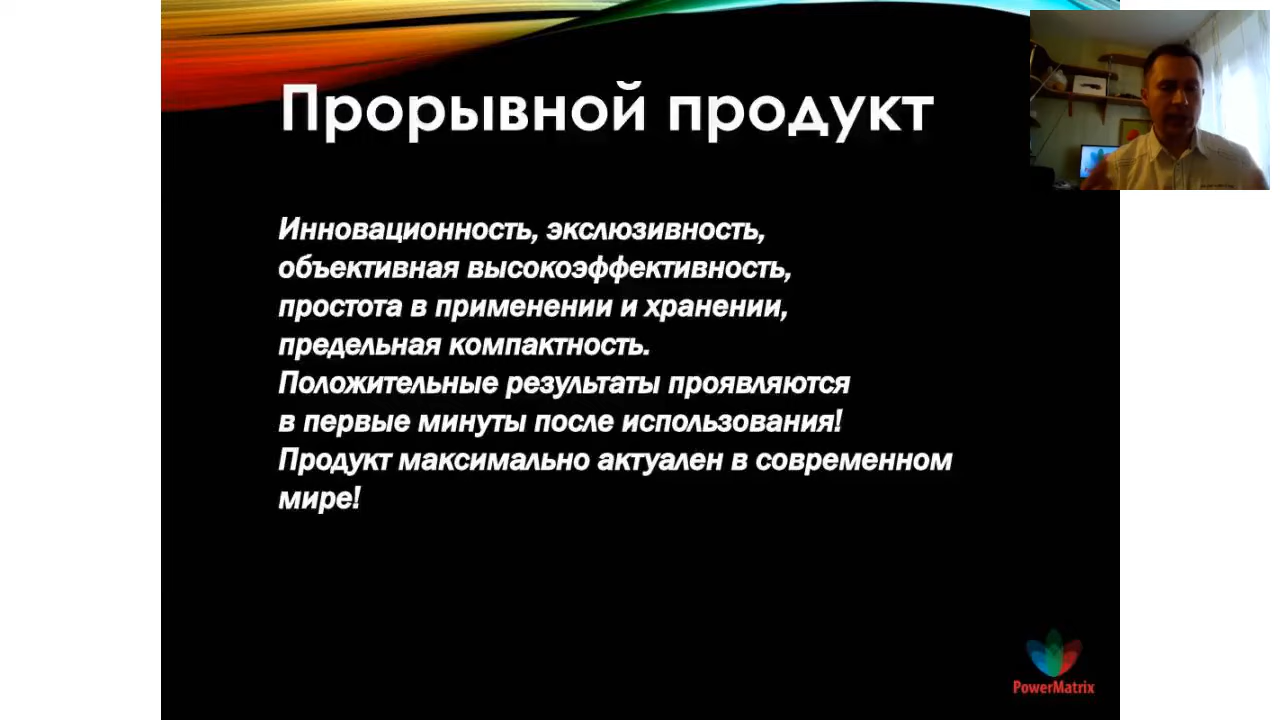 Прорывной продукт
Инновационность, экслюзивность,
объективная высокоэффективность,
простота в применении и хранении,
предельная компактность.
Положительные результаты проявляются
в первые минуты после использования!
Продукт максимально актуален в современном
мире!
PowerMatrix